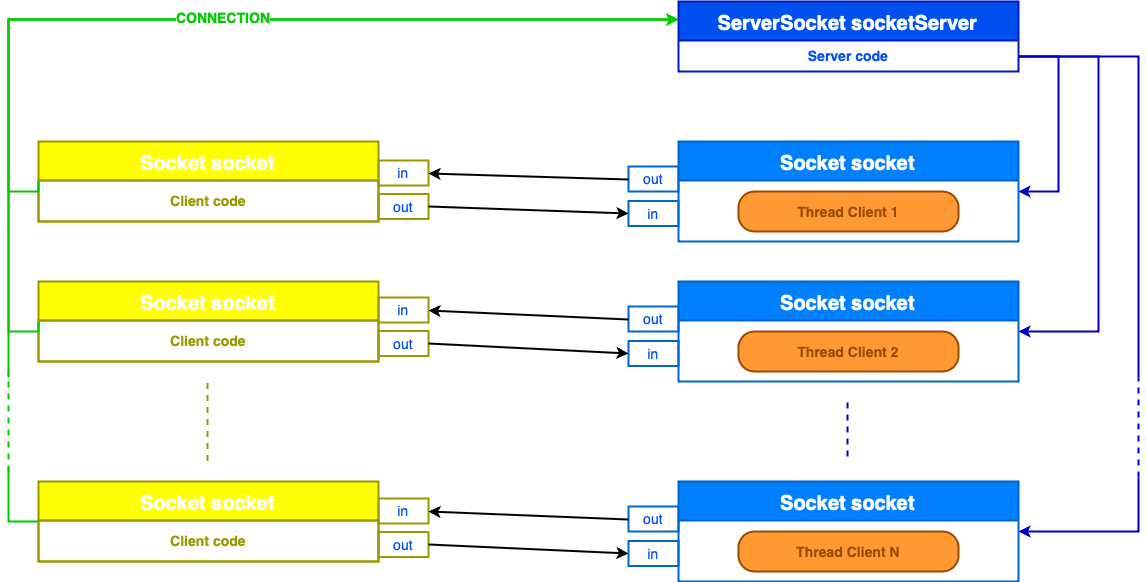 CONNECTION
ServerSocket socketServer
Server code
Socket socket
Client code
in
out
out
in
Socket socket
Thread Client 1
Socket socket
Client code
in
out
out
in
Socket socket
Thread Client 2
Socket socket
Client code
in
out
out
in
Socket socket
Thread Client N